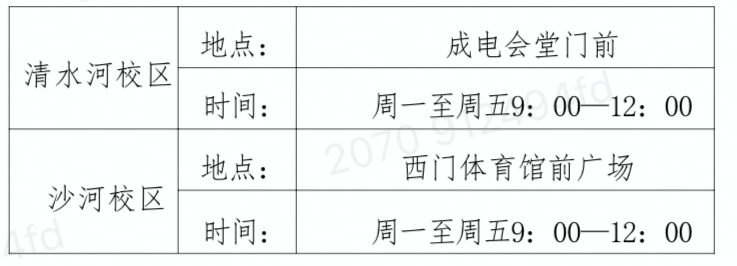 清水河校区
地点： 成电会堂门前
时间： 周一至周五9：00—12：00
沙河校区
地点： 西门体育馆前广场
时间： 周一至周五9：00—12：00
2070 912494fd
4fd